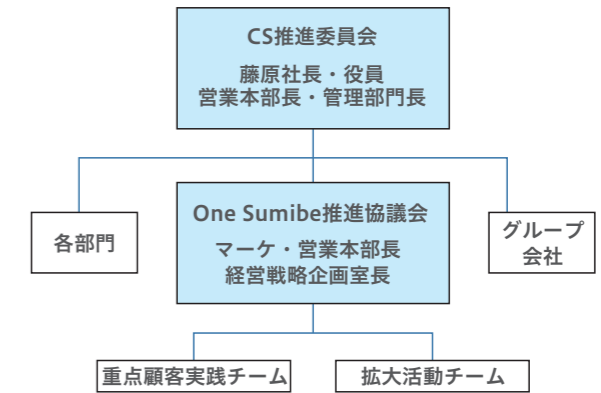 CS推進委員会
藤原社長・役員
営業本部長・管理部門長
各部門
One Sumibe推進協議会
マーケ・営業本部長
経営戦略企画室長
グループ
会社
重点顧客実践チーム
拡大活動チーム